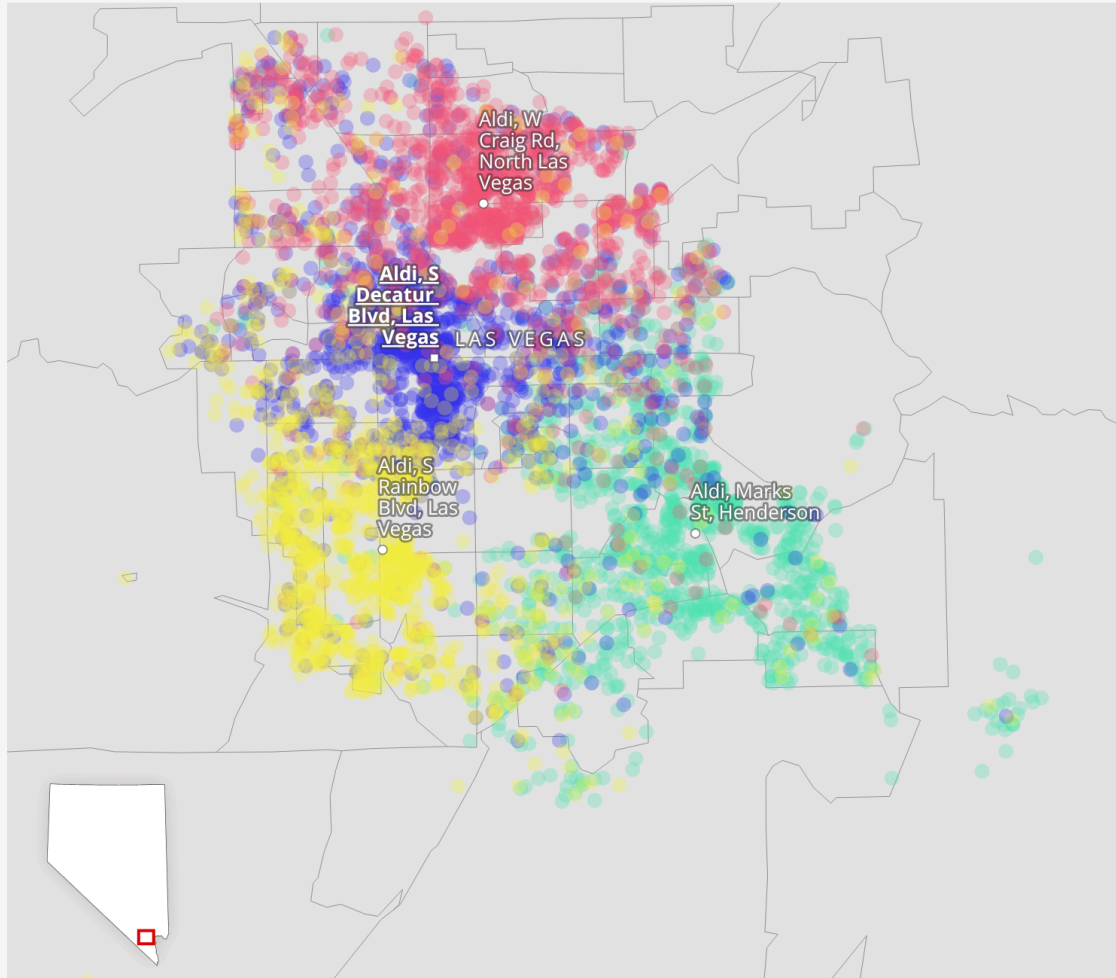 Aldi, W
Craig Rd,
North Las
Vegas
Aldi, S
Decatur
Blvd, Las
Vegas
LAS VEGAS
Aldi, S
Rainbow
Blvd, Las
Vegas
Aldi, Marks
St, Henderson